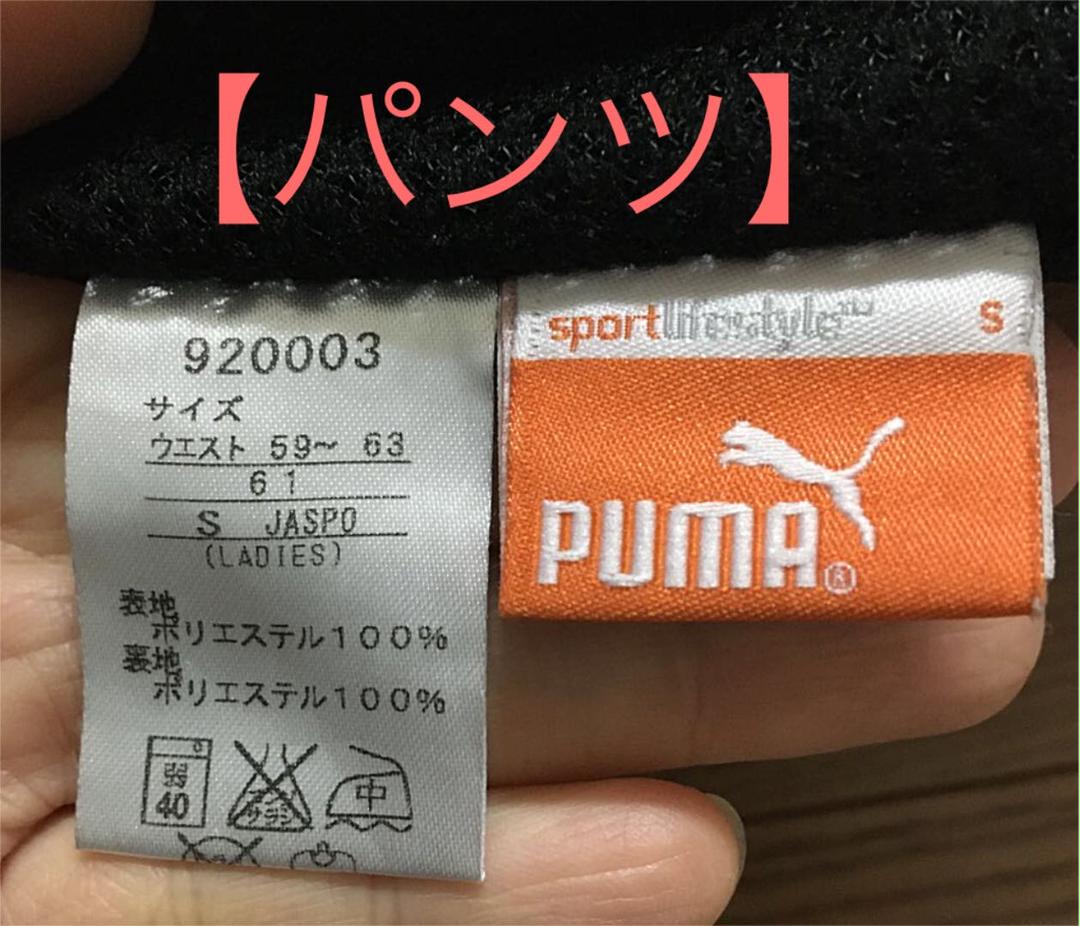 【パンツ】
920003
サイズ
ウエスト 59～ 63
61
S JASPO
(LADIES)
表地
ポリエステル100%
裏地
ポリエステル100%
弱
40
中
sportlifestyle™ S
PUMA®